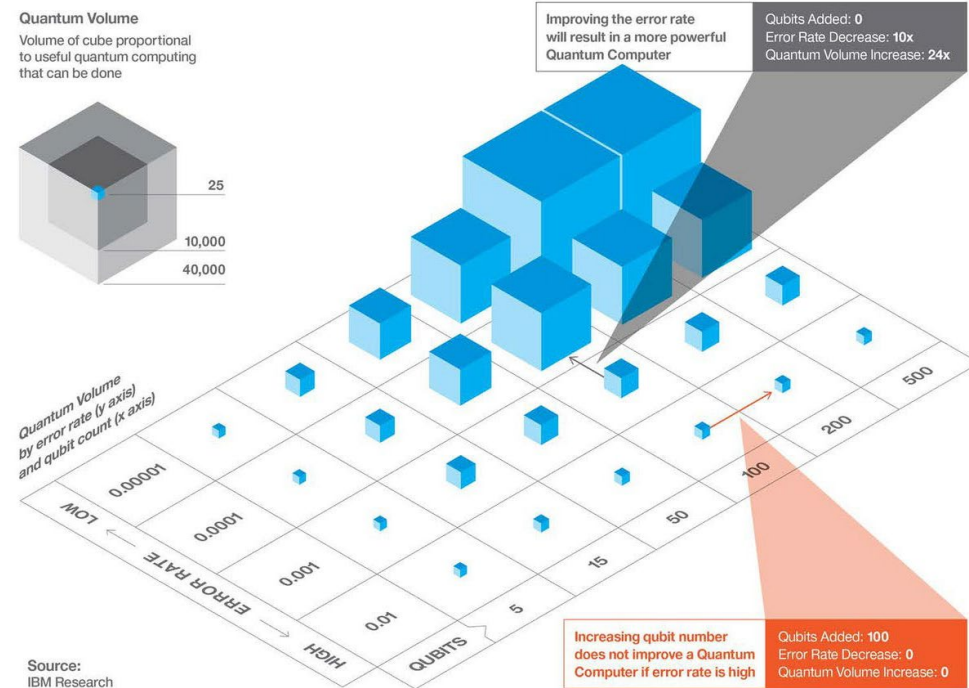 Quantum Volume
Volume of cube proportional
to useful quantum computing
that can be done
25
10,000
40,000
Improving the error rate
will result in a more powerful
Quantum Computer
Qubits Added: 0
Error Rate Decrease: 10x
Quantum Volume Increase: 24x
Quantum Volume
by error rate (y axis)
and qubit count (x axis)
0.00001
0.0001
0.001
0.01
LOW
ERROR RATE
HIGH
QUBITS
5
15
50
100
200
500
Increasing qubit number
does not improve a Quantum
Computer if error rate is high
Qubits Added: 100
Error Rate Decrease: 0
Quantum Volume Increase: 0
Source:
IBM Research